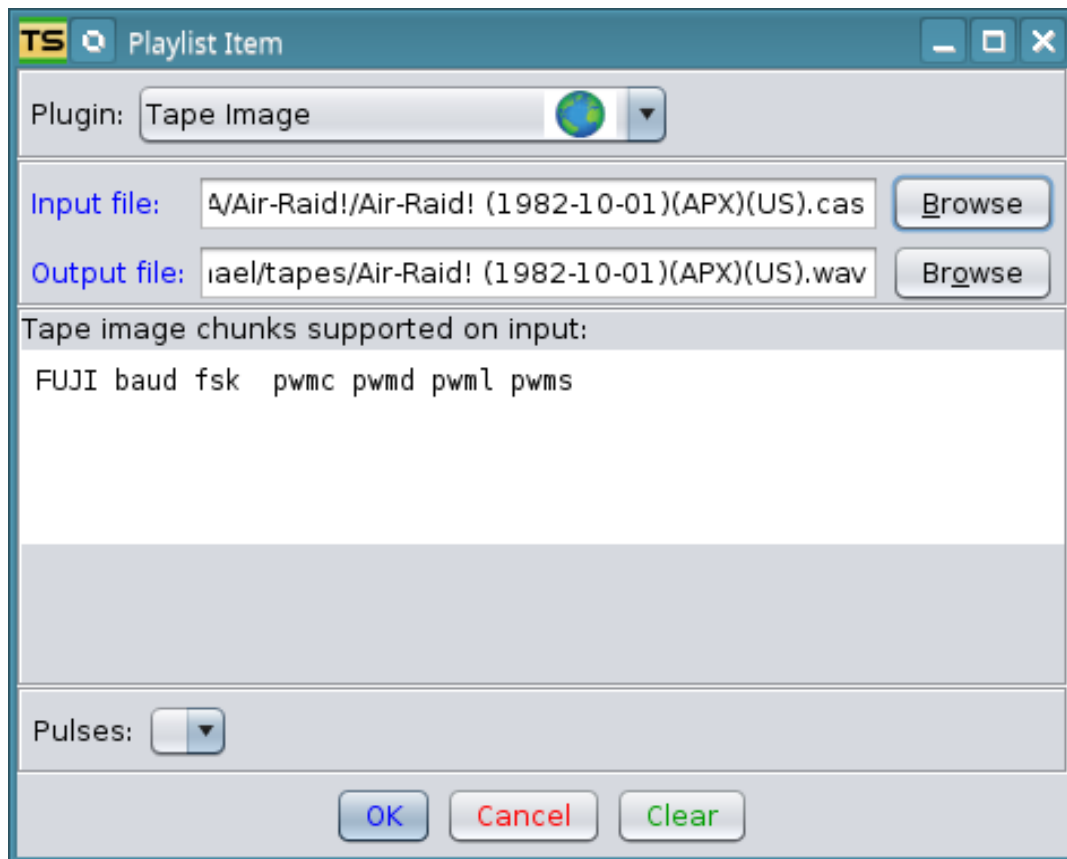 TS Playlist Item
Plugin: Tape Image
Input file: A/Air-Raid!/Air-Raid! (1982-10-01)(APX)(US).cas Browse
Output file: ael/tapes/Air-Raid! (1982-10-01)(APX)(US).wav Browse
Tape image chunks supported on input:
FUJI baud fsk pwmc pwmd pwml pwms
Pulses:
OK Cancel Clear